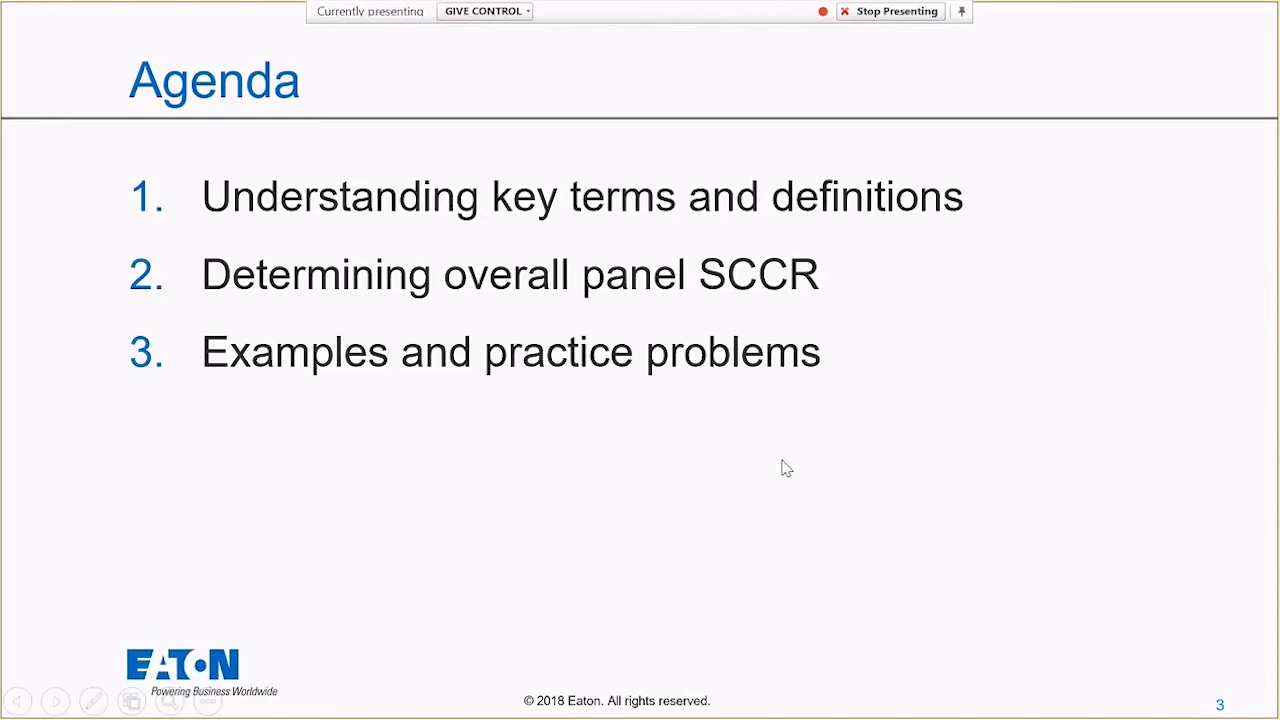 Currently presenting GIVE CONTROL Stop Presenting
Agenda
1. Understanding key terms and definitions
2. Determining overall panel SCCR
3. Examples and practice problems
EATON
Powering Business Worldwide
© 2018 Eaton. All rights reserved.
3